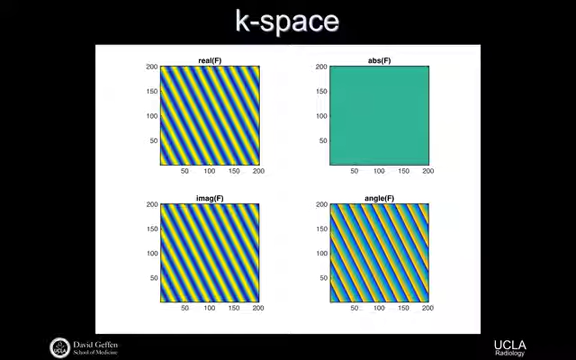 k-space
real(F)
200
150
100
50
50 100 150 200
abs(F)
200
150
100
50
50 100 150 200
imag(F)
200
150
100
50
50 100 150 200
angle(F)
200
150
100
50
50 100 150 200
David Geffen
School of Medicine
UCLA
Radiology